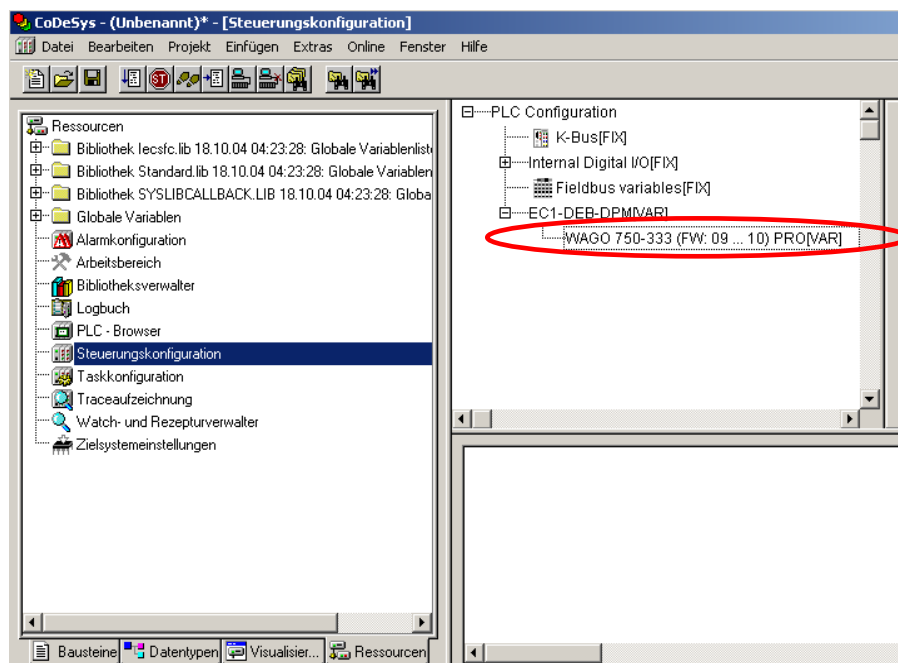 CoDeSys - (Unbenannt)* - [Steuerungskonfiguration]
Datei Bearbeiten Projekt Einfügen Extras Online Fenster Hilfe
Ressourcen
Bibliothek Iecsfc.lib 18.10.04 04:23:28: Globale Variablenlist
Bibliothek Standard.lib 18.10.04 04:23:28: Globale Variablen
Bibliothek SYSLIBCALLBACK.LIB 18.10.04 04:23:28: Globa
Globale Variablen
Alarmkonfiguration
Arbeitsbereich
Bibliotheksverwalter
Logbuch
PLC - Browser
Steuerungskonfiguration
Taskkonfiguration
Traceaufzeichnung
Watch- und Rezepturverwalter
Zielsystemeinstellungen
Bausteine Datentypen Visualisier... Ressourcen
PLC Configuration
K-Bus[FIX]
Internal Digital I/O[FIX]
Fieldbus variables[FIX]
EC1-DEB-DPM[VAR]
WAGO 750-333 (FW: 09 ... 10) PRO[VAR]